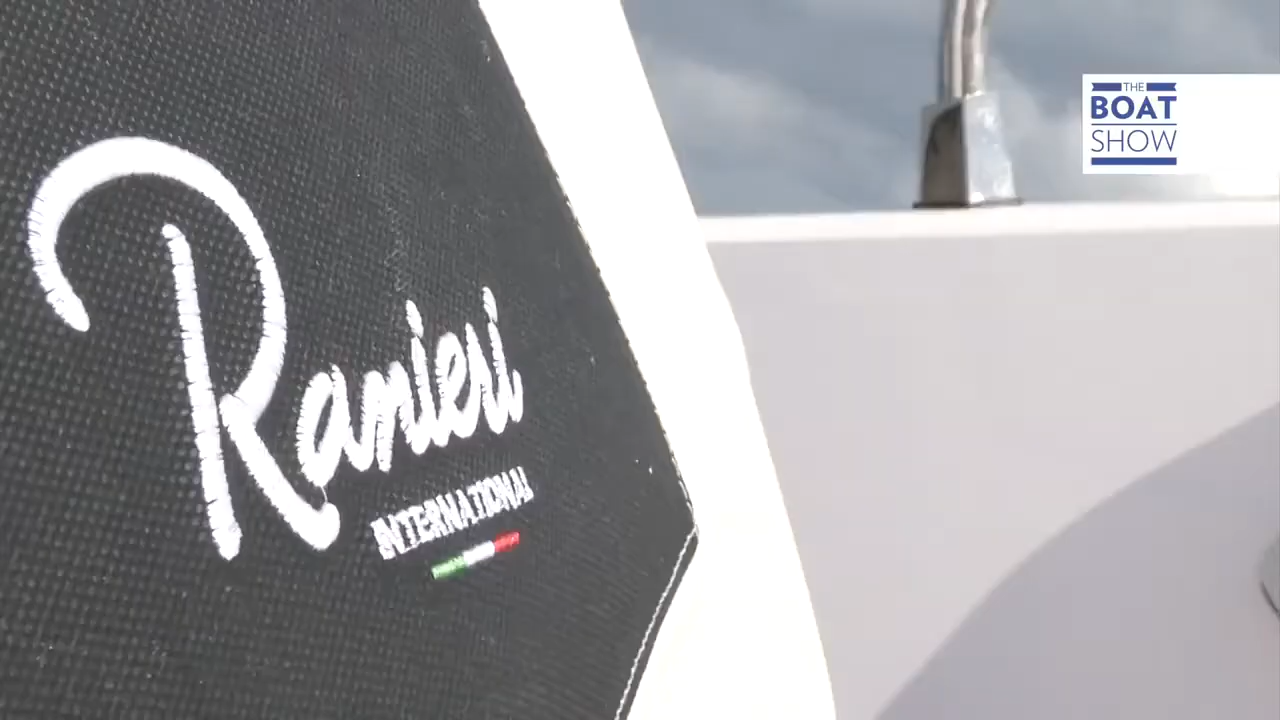 Ranieri
INTERNATIONAL
THE
BOAT
SHOW